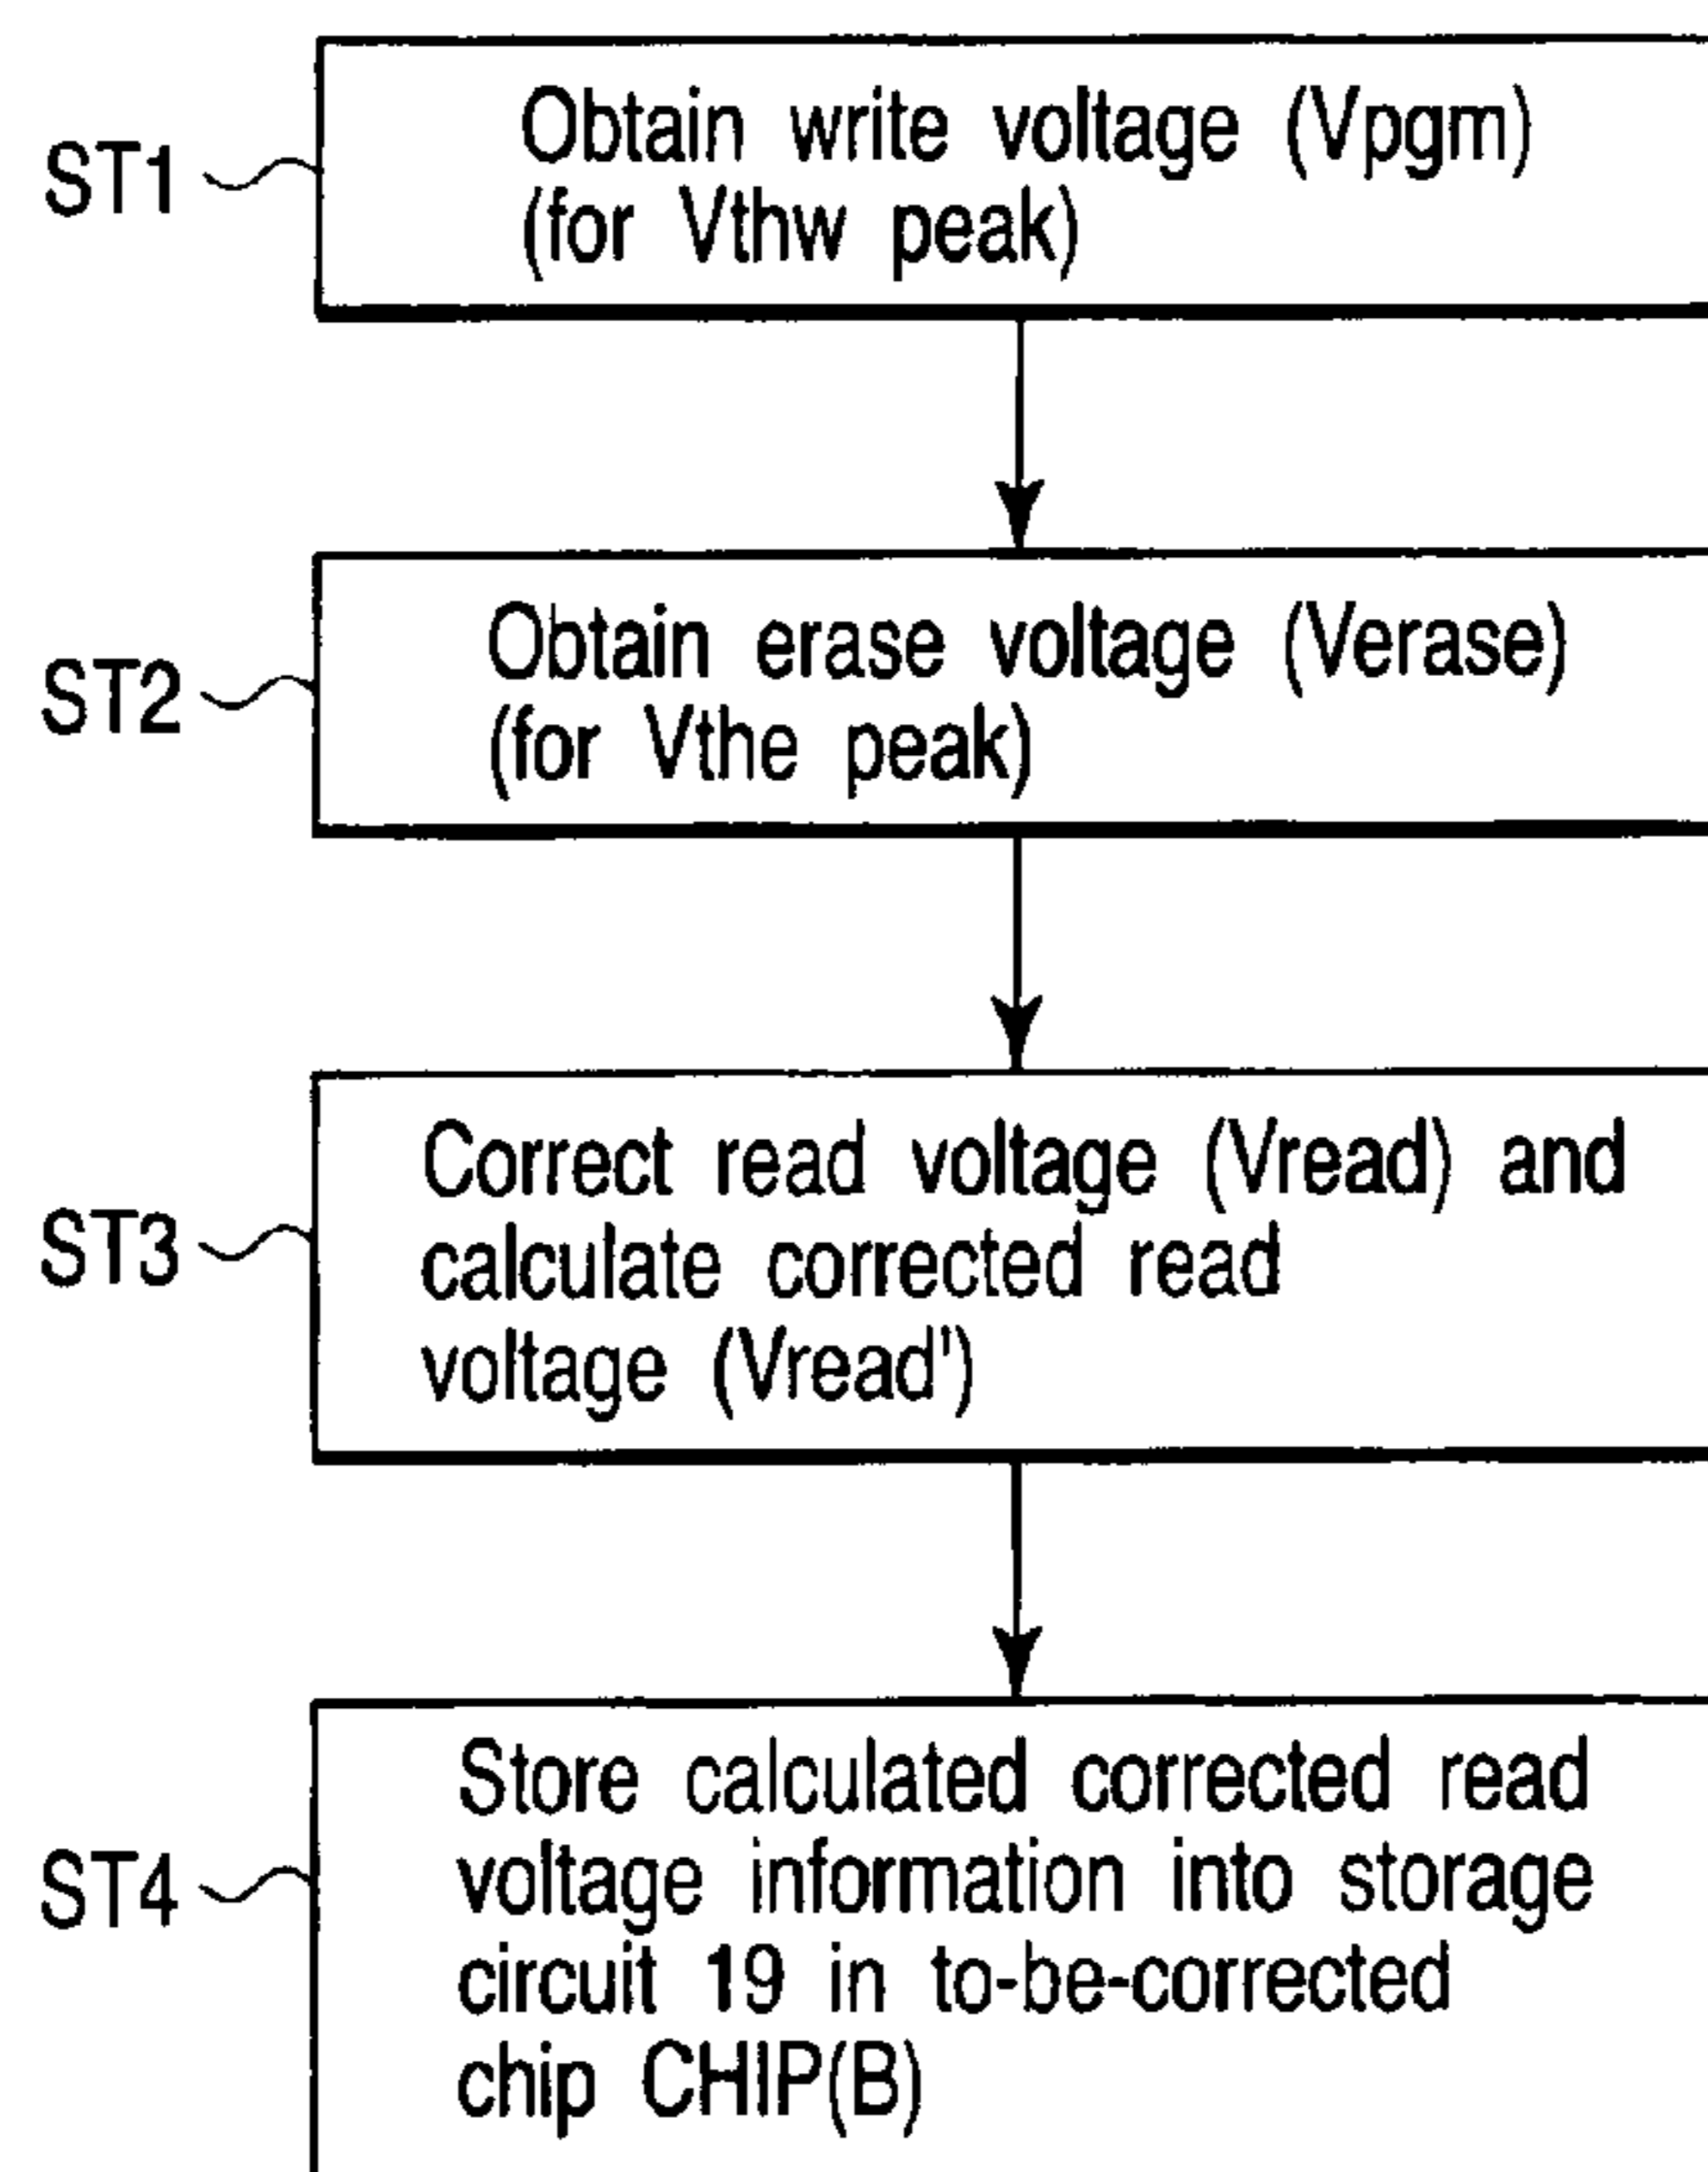 ST1
Obtain write voltage (Vpgm)
(for Vthw peak)
ST2
Obtain erase voltage (Verase)
(for Vthe peak)
ST3
Correct read voltage (Vread) and
calculate corrected read
voltage (Vread")
ST4
Store calculated corrected read
voltage information into storage
circuit 19 in to-be-corrected
chip CHIP(B)